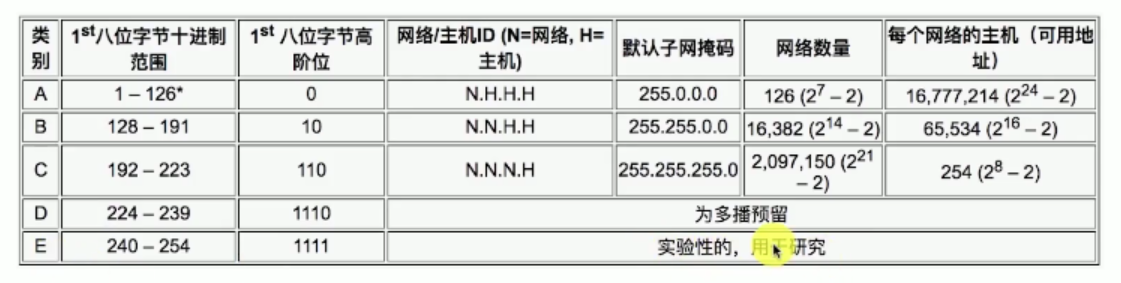 类别 1st八位字节十进制范围 1st 八位字节高阶位 网络/主机ID (N=网络, H=主机) 默认子网掩码 网络数量 每个网络的主机（可用地址）
A 1 – 126* 0 N.H.H.H 255.0.0.0 126 (2^7 – 2) 16,777,214 (2^24 – 2)
B 128 – 191 10 N.N.H.H 255.255.0.0 16,382 (2^14 – 2) 65,534 (2^16 – 2)
C 192 – 223 110 N.N.N.H 255.255.255.0 2,097,150 (2^21 – 2) 254 (2^8 – 2)
D 224 – 239 1110 为多播预留
E 240 – 254 1111 实验性的，用于研究